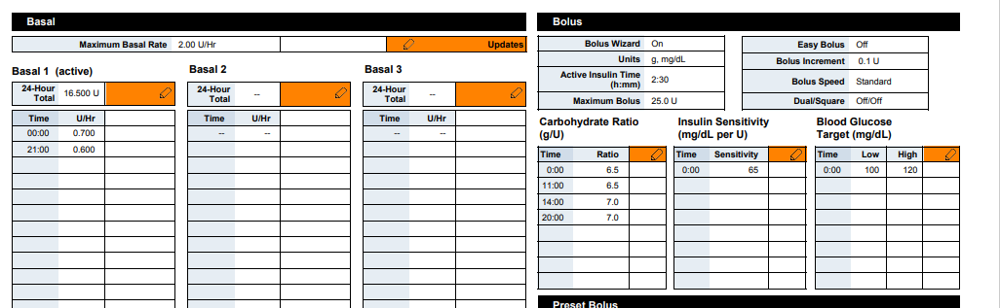 Basal
Maximum Basal Rate 2.00 U/Hr Updates
Basal 1 (active)
24-Hour Total 16.500 U
Time U/Hr
00:00 0.700
21:00 0.600
Basal 2
24-Hour Total --
Time U/Hr
-- --
Basal 3
24-Hour Total --
Time U/Hr
-- --
Bolus
Bolus Wizard On
Units g, mg/dL
Active Insulin Time (h:mm) 2:30
Maximum Bolus 25.0 U
Easy Bolus Off
Bolus Increment 0.1 U
Bolus Speed Standard
Dual/Square Off/Off
Carbohydrate Ratio
(g/U)
Time Ratio
0:00 6.5
11:00 6.5
14:00 7.0
20:00 7.0
Insulin Sensitivity
(mg/dL per U)
Time Sensitivity
0:00 65
Blood Glucose
Target (mg/dL)
Time Low High
0:00 100 120
Preset Bolus